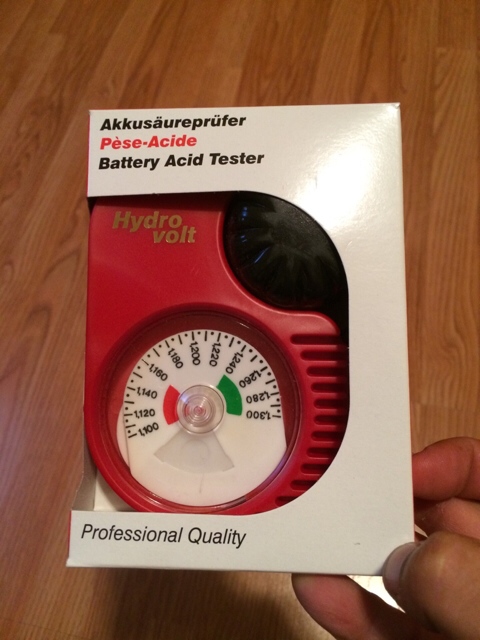 Akkusäureprüfer
Pèse-Acide
Battery Acid Tester
Hydro
volt
1,100
1,120
1,140
1,160
1,180
1,200
1,220
1,240
1,260
1,280
1,300
Professional Quality